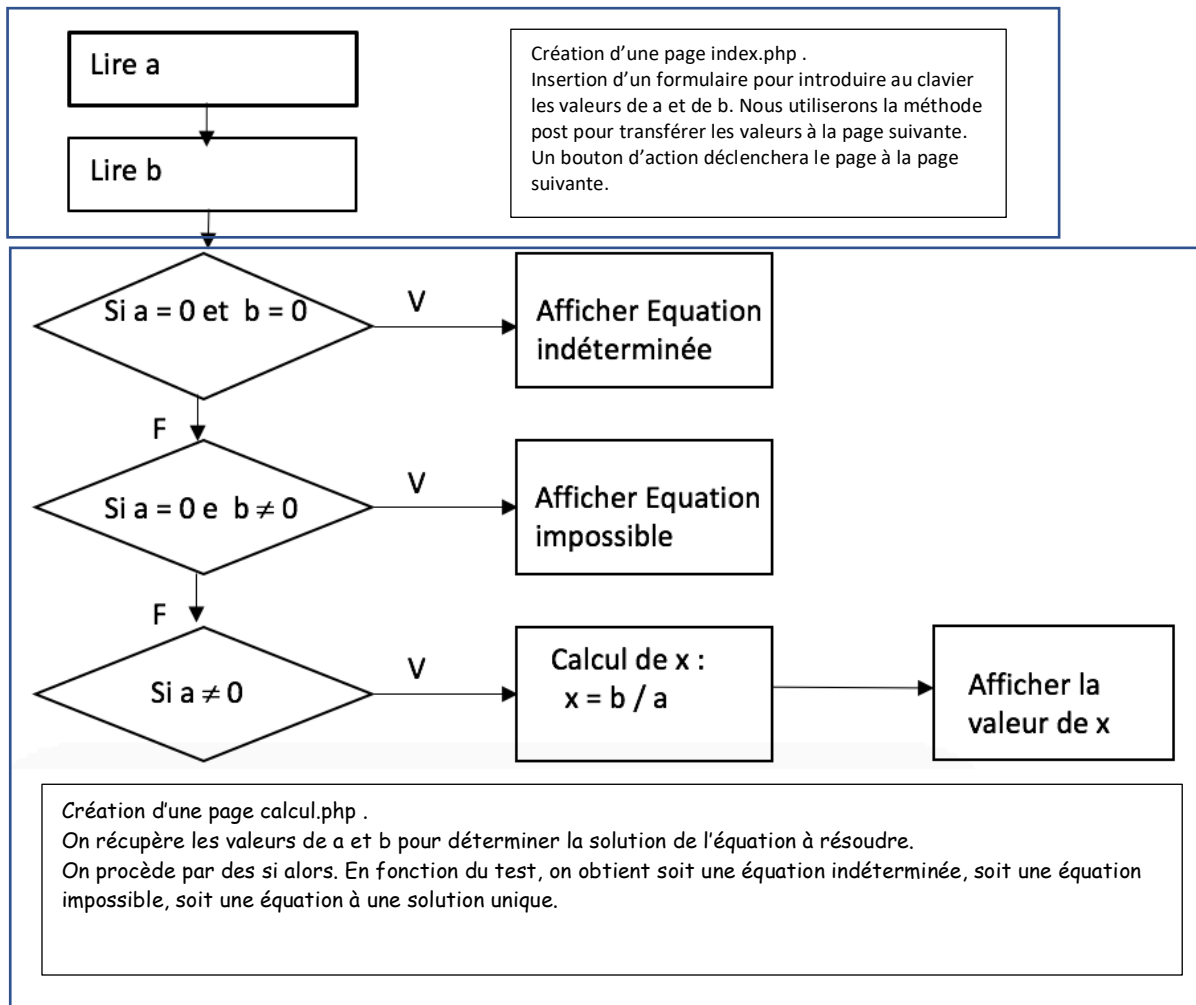 Lire a
Création d’une page index.php .
Insertion d’un formulaire pour introduire au clavier
les valeurs de a et de b. Nous utiliserons la méthode
post pour transférer les valeurs à la page suivante.
Un bouton d’action déclenchera le page à la page
suivante.
Lire b
Si a = 0 et b = 0
V
Afficher Equation
indéterminée
F
Si a = 0 e b ≠ 0
V
Afficher Equation
impossible
F
Si a ≠ 0
V
Calcul de x :
x = b / a
Afficher la
valeur de x
Création d’une page calcul.php .
On récupère les valeurs de a et b pour déterminer la solution de l’équation à résoudre.
On procède par des si alors. En fonction du test, on obtient soit une équation indéterminée, soit une équation
impossible, soit une équation à une solution unique.